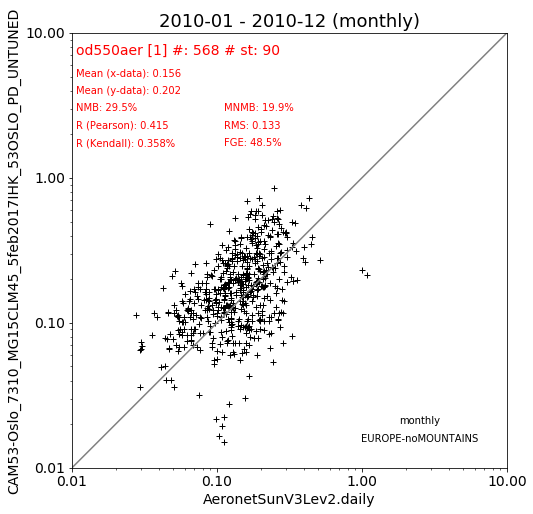 2010-01 - 2010-12 (monthly)
od550aer [1] #: 568 # st: 90
Mean (x-data): 0.156
Mean (y-data): 0.202
NMB: 29.5% MNMB: 19.9%
R (Pearson): 0.415 RMS: 0.133
R (Kendall): 0.358% FGE: 48.5%
CAM53-Oslo_7310_MG15CLM45_5feb2017IHK_53OSLO_PD_UNTUNED
10.00
1.00
0.10
0.01
monthly
EUROPE-noMOUNTAINS
0.01 0.10 1.00 10.00
AeronetSunV3Lev2.daily